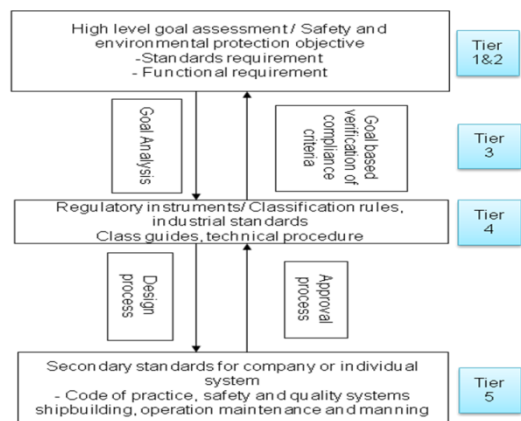 High level goal assessment / Safety and
environmental protection objective
-Standards requirement
- Functional requirement
Tier
1&2
Goal Analysis
Goal based
verification of
compliance
criteria
Tier
3
Regulatory instruments/ Classification rules,
industrial standards
Class guides, technical procedure
Tier
4
Design
process
Approval
process
Secondary standards for company or individual
system
- Code of practice, safety and quality systems
shipbuilding, operation maintenance and manning
Tier
5